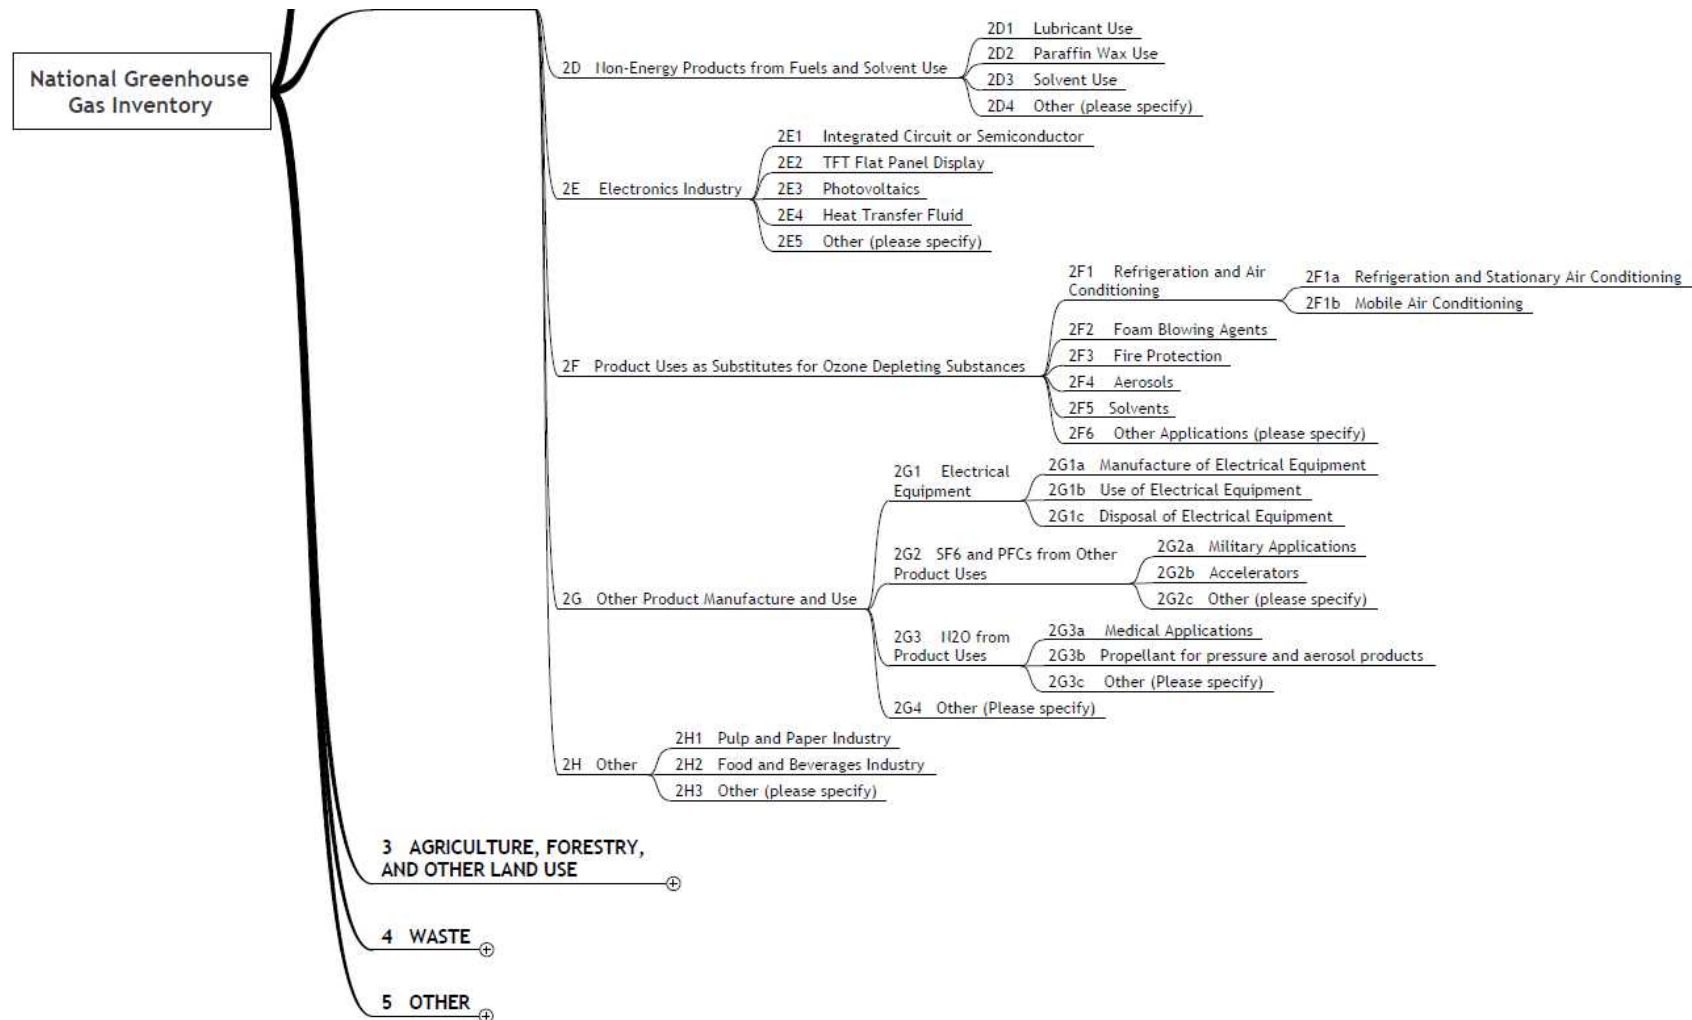 National Greenhouse
Gas Inventory
2D Non-Energy Products from Fuels and Solvent Use
2D1 Lubricant Use
2D2 Paraffin Wax Use
2D3 Solvent Use
2D4 Other (please specify)
2E Electronics Industry
2E1 Integrated Circuit or Semiconductor
2E2 TFT Flat Panel Display
2E3 Photovoltaics
2E4 Heat Transfer Fluid
2E5 Other (please specify)
2F Product Uses as Substitutes for Ozone Depleting Substances
2F1 Refrigeration and Air
Conditioning
2F1a Refrigeration and Stationary Air Conditioning
2F1b Mobile Air Conditioning
2F2 Foam Blowing Agents
2F3 Fire Protection
2F4 Aerosols
2F5 Solvents
2F6 Other Applications (please specify)
2G Other Product Manufacture and Use
2G1 Electrical
Equipment
2G1a Manufacture of Electrical Equipment
2G1b Use of Electrical Equipment
2G1c Disposal of Electrical Equipment
2G2 SF6 and PFCs from Other
Product Uses
2G2a Military Applications
2G2b Accelerators
2G2c Other (please specify)
2G3 N2O from
Product Uses
2G3a Medical Applications
2G3b Propellant for pressure and aerosol products
2G3c Other (Please specify)
2G4 Other (Please specify)
2H Other
2H1 Pulp and Paper Industry
2H2 Food and Beverages Industry
2H3 Other (please specify)
3 AGRICULTURE, FORESTRY,
AND OTHER LAND USE
4 WASTE
5 OTHER